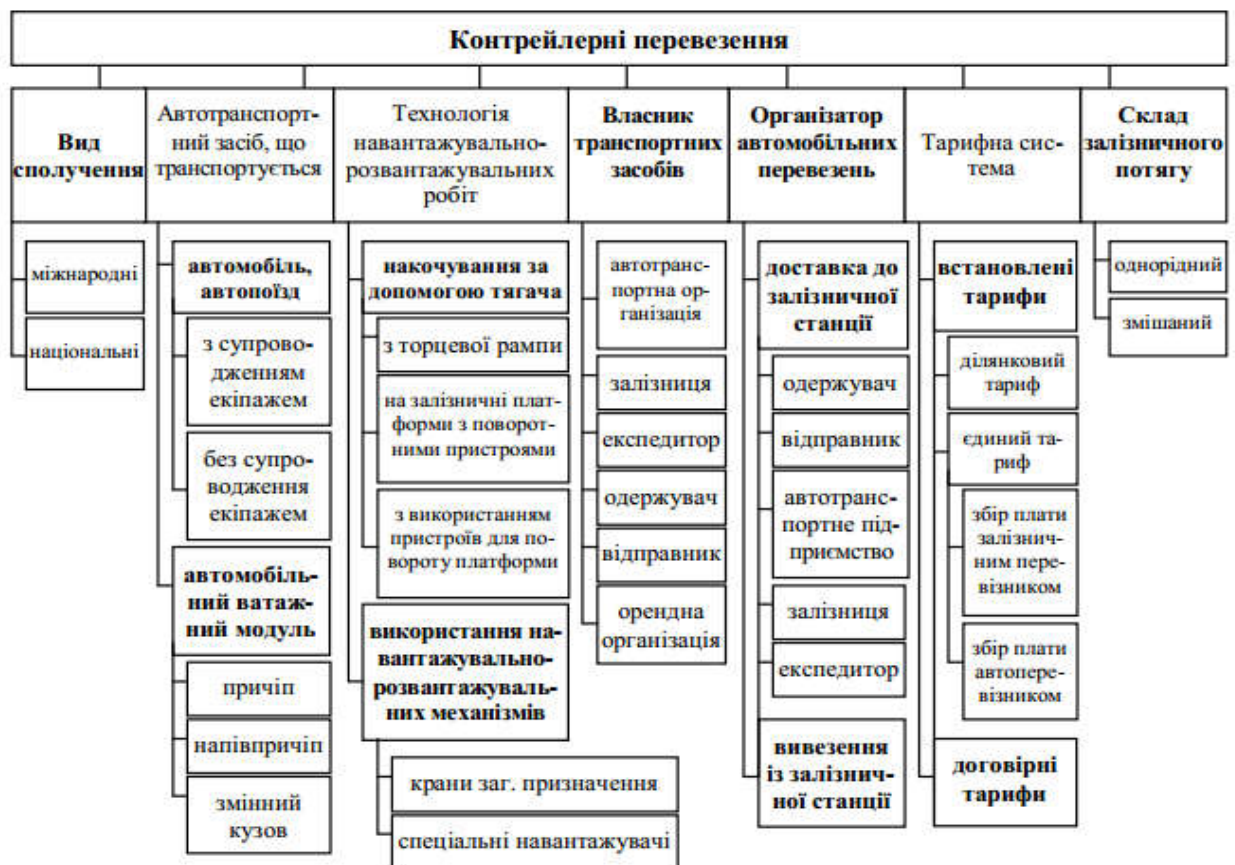 Контрейлерні перевезення
Вид
сполучення
Автотранспорт-
ний засіб, що
транспортується
Технологія
навантажувально-
розвантажувальних
робіт
Власник
транспортних
засобів
Організатор
автомобільних
перевезень
Тарифна сис-
тема
Склад
залізничного
потягу
міжнародні
національні
автомобіль,
автопоїзд
з супрово-
дженням
екіпажем
без супро-
водження
екіпажем
автомобіль-
ний ватаж-
ний модуль
причіп
напівпричіп
змінний
кузов
накочування за
допомогою тягача
з торцевої рампи
на залізничні плат-
форми з поворот-
ними пристроями
з використанням
пристроїв для по-
вороту платформи
використання на-
вантажувально-
розвантажуваль-
них механізмів
крани заг. призначення
спеціальні навантажувачі
автотранс-
портна ор-
ганізація
залізниця
експедитор
одержувач
відправник
орендна
організація
доставка до
залізничної
станції
одержувач
відправник
автотранс-
портне під-
приємство
залізниця
експедитор
вивезення
із залізнич-
ної станції
встановлені
тарифи
ділянковий
тариф
єдиний та-
риф
збір плати
залізнич-
ним пере-
візником
збір плати
автопере-
візником
договірні
тарифи
однорідний
змішаний